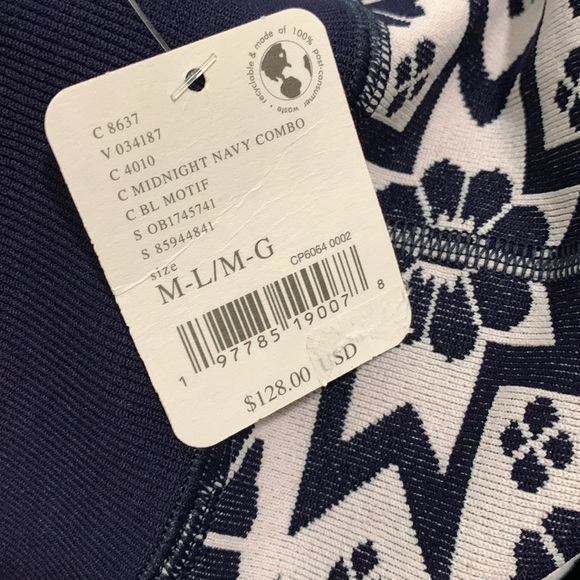 recyclable & made of 100% post-consumer waste
C 8637
V 034187
C 4010
C MIDNIGHT NAVY COMBO
C BL MOTIF
S OB1745741
S 85944841
size
M-L/M-G
CP6064 0002
1 97785 19007 8
$128.00 USD